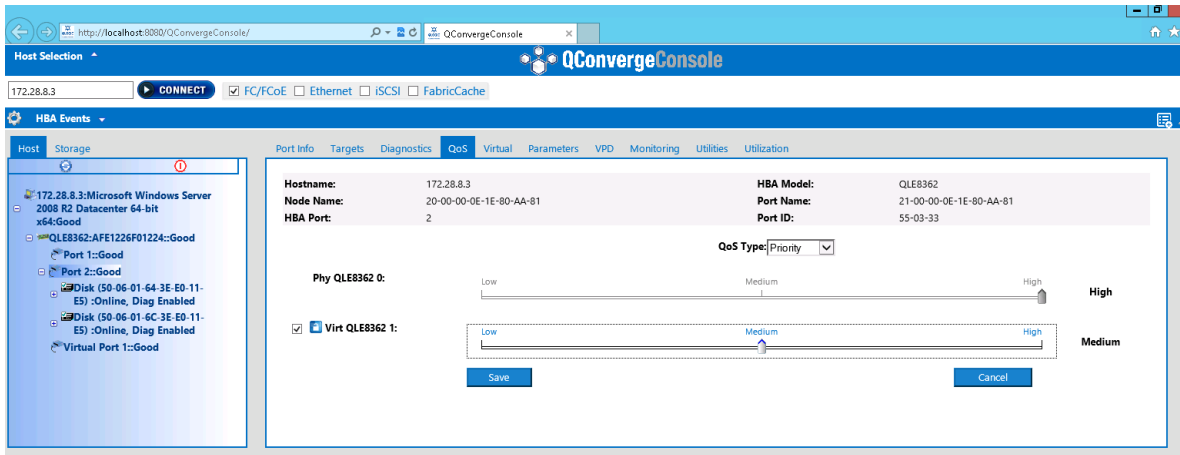 http://localhost:8080/QConvergeConsole/
QConvergeConsole
Host Selection
QConvergeConsole
172.28.8.3
CONNECT
FC/FCoE Ethernet iSCSI FabricCache
HBA Events
Host Storage
Port Info Targets Diagnostics QoS Virtual Parameters VPD Monitoring Utilities Utilization
172.28.8.3:Microsoft Windows Server
2008 R2 Datacenter 64-bit
x64:Good
QLE8362:AFE1226F01224::Good
Port 1::Good
Port 2::Good
Disk (50-06-01-64-3E-E0-11-
E5) :Online, Diag Enabled
Disk (50-06-01-6C-3E-E0-11-
E5) :Online, Diag Enabled
Virtual Port 1::Good
Hostname: 172.28.8.3 HBA Model: QLE8362
Node Name: 20-00-00-0E-1E-80-AA-81 Port Name: 21-00-00-0E-1E-80-AA-81
HBA Port: 2 Port ID: 55-03-33
QoS Type: Priority
Phy QLE8362 0: Low Medium High High
Virt QLE8362 1: Low Medium High Medium
Save Cancel